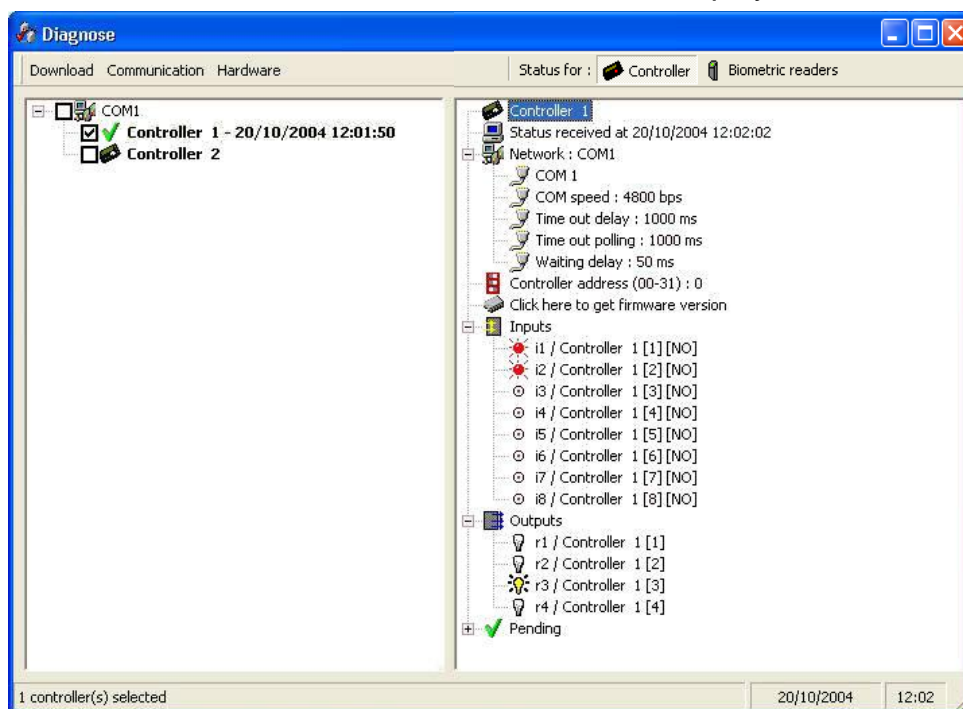 Diagnose
Download Communication Hardware
Status for : Controller Biometric readers
COM1
Controller 1 - 20/10/2004 12:01:50
Controller 2
Controller 1
Status received at 20/10/2004 12:02:02
Network : COM1
COM 1
COM speed : 4800 bps
Time out delay : 1000 ms
Time out polling : 1000 ms
Waiting delay : 50 ms
Controller address (00-31) : 0
Click here to get firmware version
Inputs
i1 / Controller 1 [1] [NO]
i2 / Controller 1 [2] [NO]
i3 / Controller 1 [3] [NO]
i4 / Controller 1 [4] [NO]
i5 / Controller 1 [5] [NO]
i6 / Controller 1 [6] [NO]
i7 / Controller 1 [7] [NO]
i8 / Controller 1 [8] [NO]
Outputs
r1 / Controller 1 [1]
r2 / Controller 1 [2]
r3 / Controller 1 [3]
r4 / Controller 1 [4]
Pending
1 controller(s) selected
20/10/2004 12:02